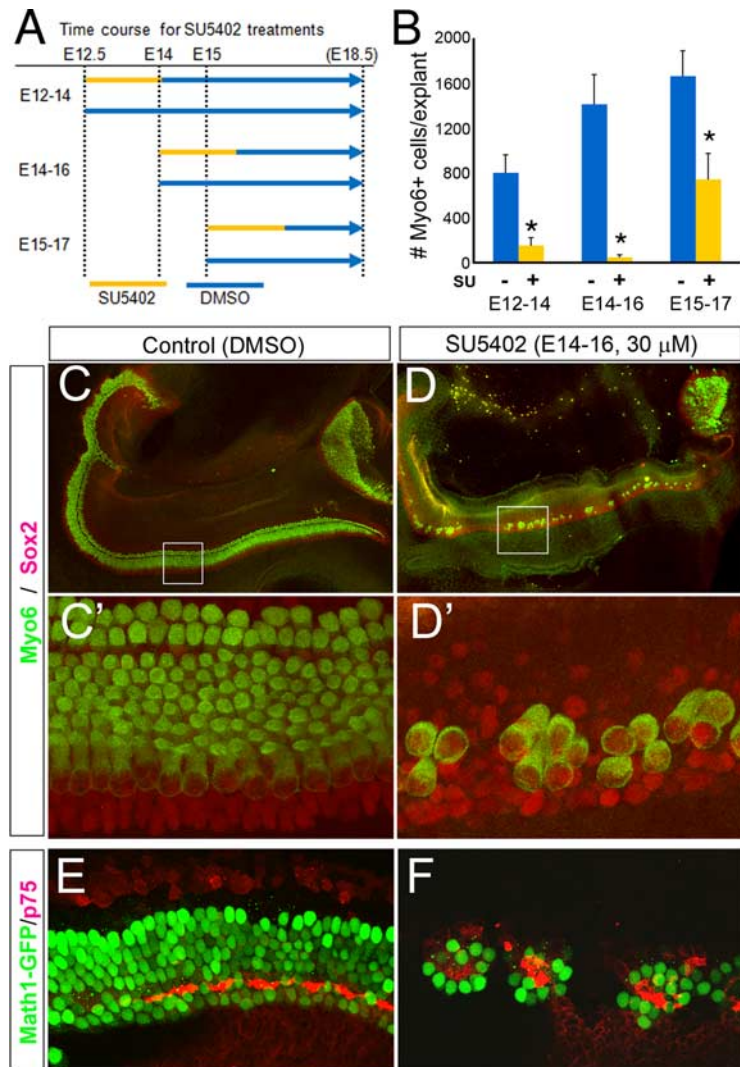 A
Time course for SU5402 treatments
E12.5 E14 E15 (E18.5)
E12-14
E14-16
E15-17
SU5402 DMSO
B
# Myo6+ cells/explant
2000
1600
1200
800
400
0
* * *
SU - + - + - +
E12-14 E14-16 E15-17
Control (DMSO)
SU5402 (E14-16, 30 μM)
Myo6 / Sox2
C
D
C'
D'
Math1-GFP/p75
E
F